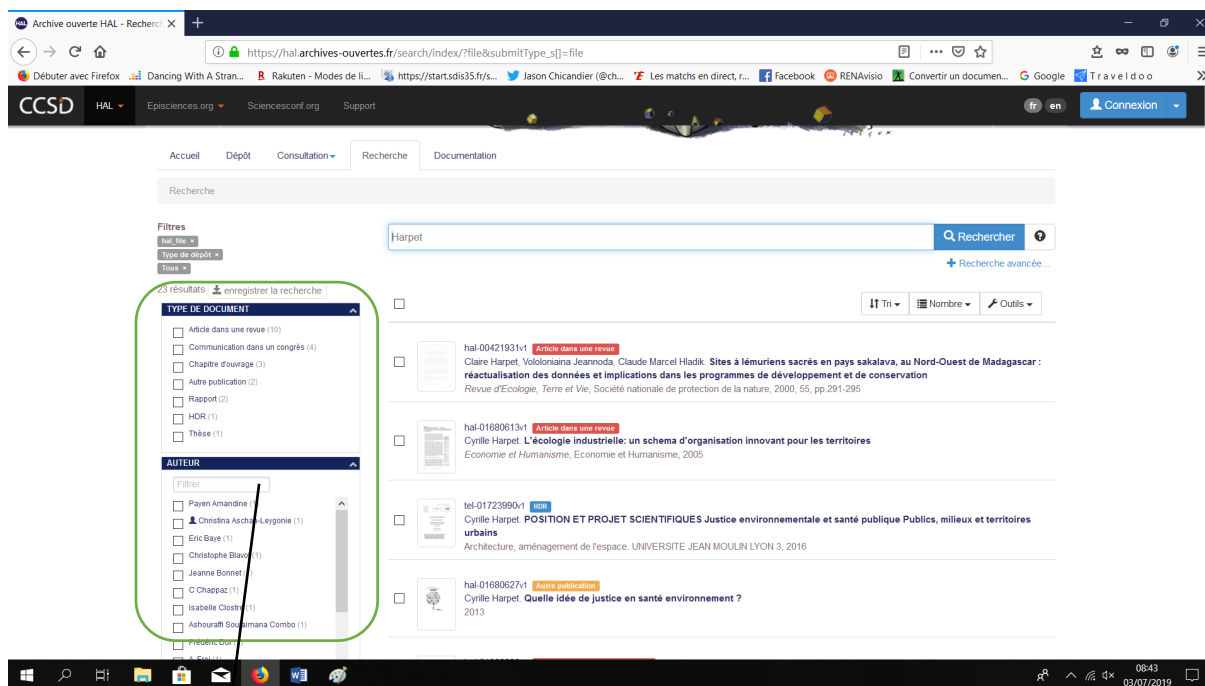 Archive ouverte HAL - Recherc
https://hal.archives-ouvertes.fr/search/index/?file&submitType_s[]=file
Débuter avec Firefox
Dancing With A Stran...
Rakuten - Modes de li...
https://start.sdis35.fr/s...
Jason Chicandier (@ch...
Les matchs en direct, r...
Facebook
RENAvisio
Convertir un documen...
Google
Traveldoo
CCSD
HAL
Episciences.org
Sciencesconf.org
Support
fr
en
Connexion
Accueil
Dépôt
Consultation
Recherche
Documentation
Recherche
Filtres
hal_file ×
Type de dépôt ×
Tous ×
Harpet
Rechercher
Recherche avancée...
23 résultats
enregistrer la recherche
TYPE DE DOCUMENT
Article dans une revue (10)
Communication dans un congrès (4)
Chapitre d'ouvrage (3)
Autre publication (2)
Rapport (2)
HDR (1)
Thèse (1)
AUTEUR
Filtrer
Payen Amandine
Christina Aschan-Leygonie (1)
Eric Baye (1)
Christophe Blavot (1)
Jeanne Bonnet
C Chappaz (1)
Isabelle Clostre (1)
Ashouraffi Soulaimana Combo (1)
Tri
Nombre
Outils
hal-00421931v1 Article dans une revue
Claire Harpet, Vololoniaina Jeannoda, Claude Marcel Hladik. Sites à lémuriens sacrés en pays sakalava, au Nord-Ouest de Madagascar :
réactualisation des données et implications dans les programmes de développement et de conservation
Revue d'Ecologie, Terre et Vie, Société nationale de protection de la nature, 2000, 55, pp.291-295
hal-01680613v1 Article dans une revue
Cyrille Harpet. L'écologie industrielle: un schema d'organisation innovant pour les territoires
Economie et Humanisme, Economie et Humanisme, 2005
tel-01723990v1 HDR
Cyrille Harpet. POSITION ET PROJET SCIENTIFIQUES Justice environnementale et santé publique Publics, milieux et territoires
urbains
Architecture, aménagement de l'espace. UNIVERSITE JEAN MOULIN LYON 3, 2016
hal-01680627v1 Autre publication
Cyrille Harpet. Quelle idée de justice en santé environnement ?
2013
08:43
03/07/2019